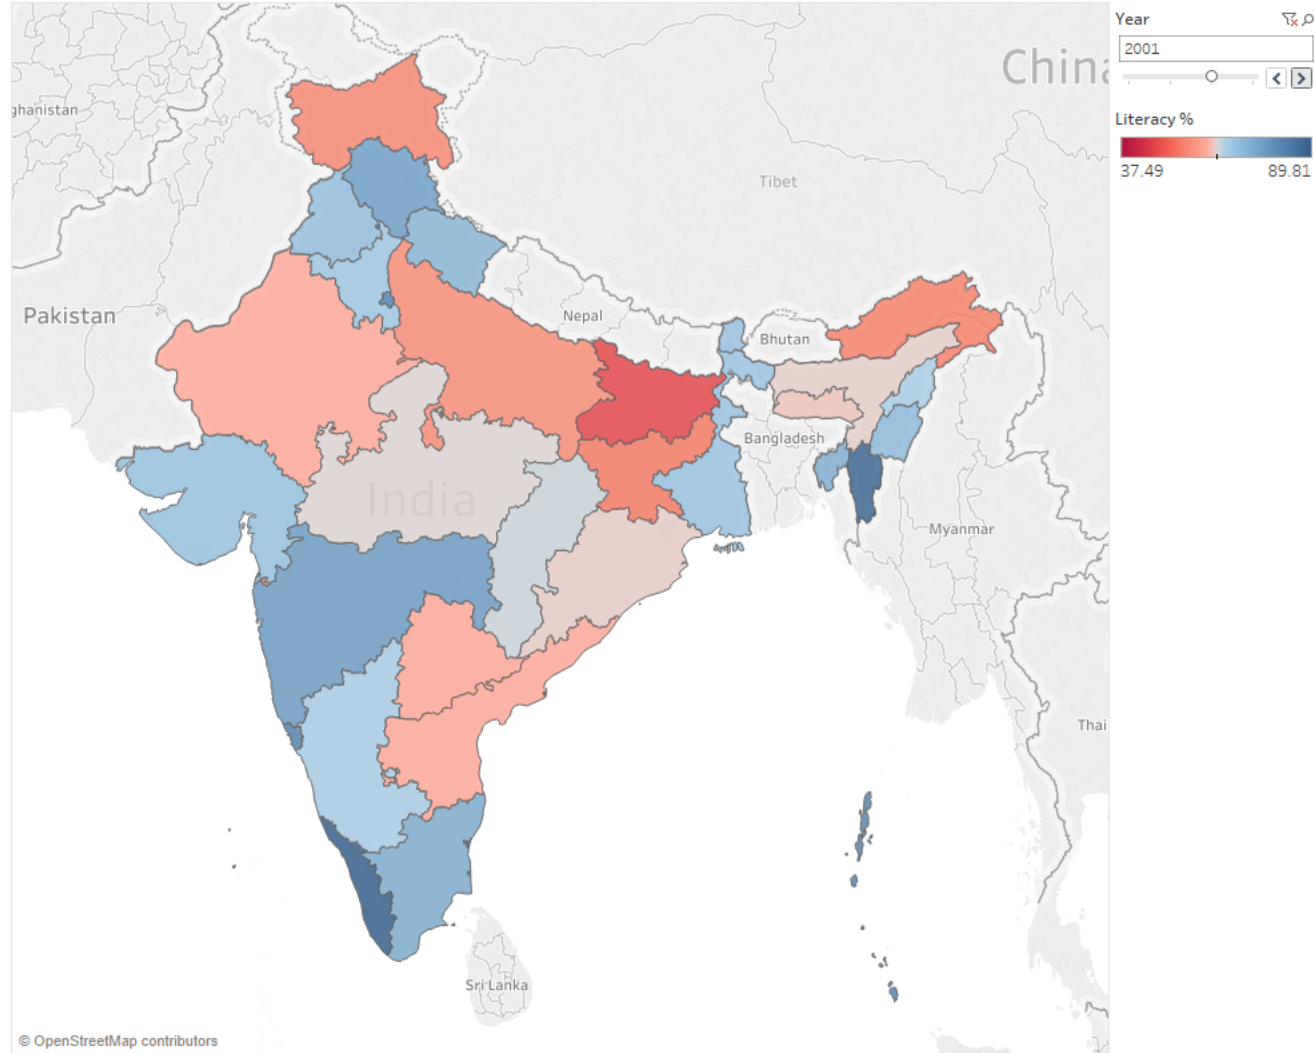 Year
2001
Literacy %
37.49 89.81
China
ghanistan
Tibet
Pakistan
Nepal
Bhutan
Bangladesh
India
Myanmar
Thai
Sri Lanka
© OpenStreetMap contributors